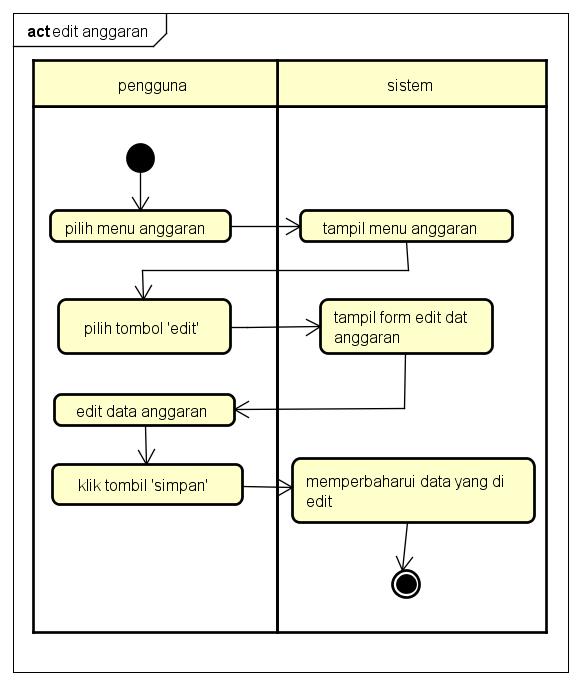 act edit anggaran
pengguna
sistem
pilih menu anggaran
tampil menu anggaran
pilih tombol 'edit'
tampil form edit dat
anggaran
edit data anggaran
klik tombil 'simpan'
memperbaharui data yang di
edit